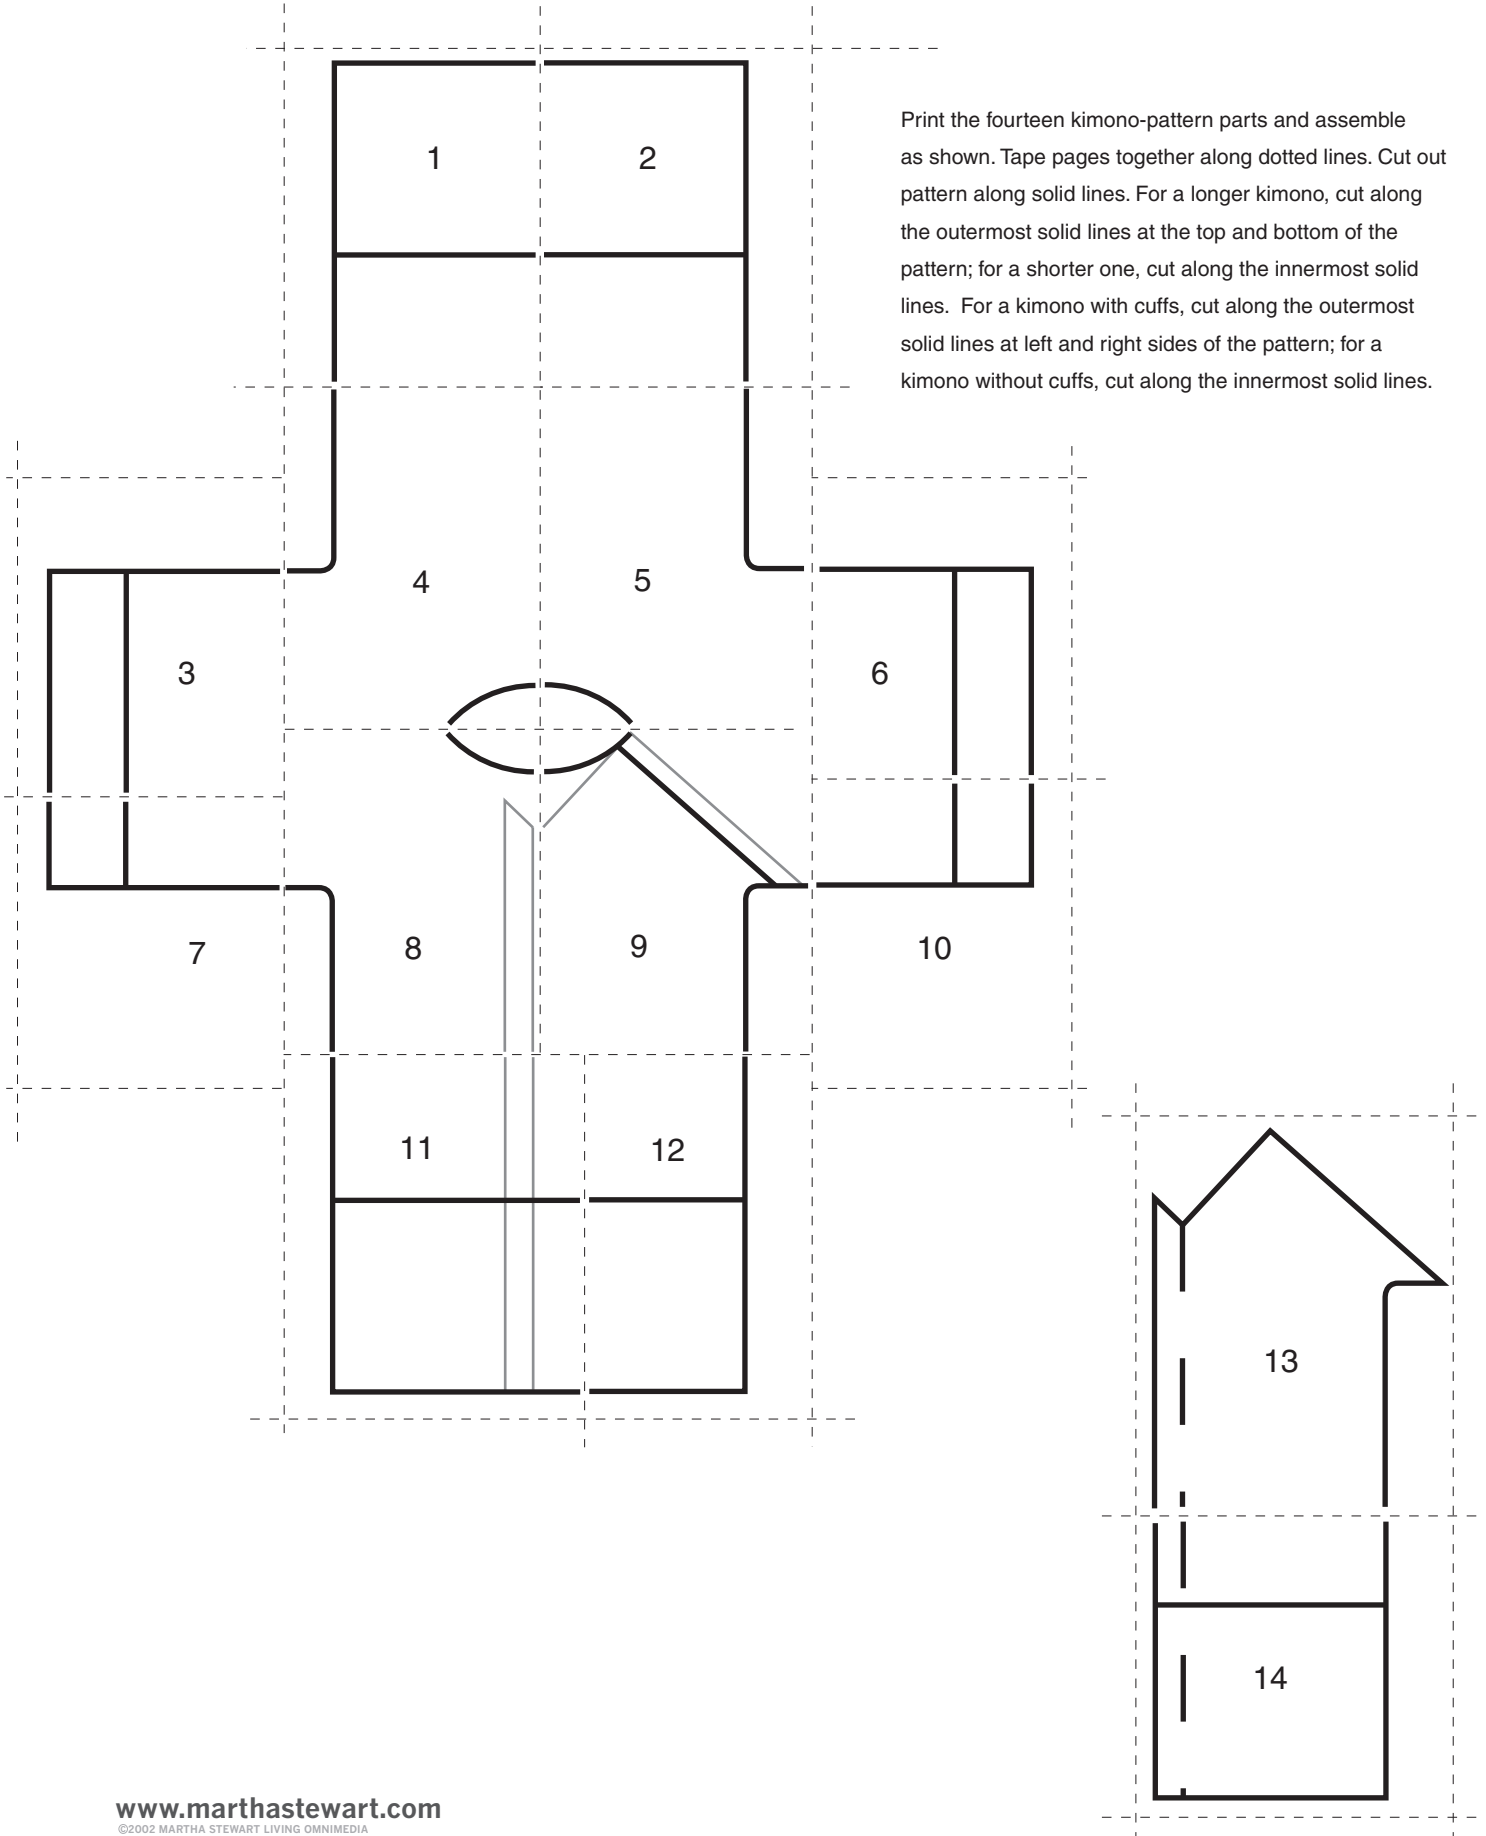 Print the fourteen kimono-pattern parts and assemble
as shown. Tape pages together along dotted lines. Cut out
pattern along solid lines. For a longer kimono, cut along
the outermost solid lines at the top and bottom of the
pattern; for a shorter one, cut along the innermost solid
lines.  For a kimono with cuffs, cut along the outermost
solid lines at left and right sides of the pattern; for a
kimono without cuffs, cut along the innermost solid lines.
1
2
4
5
3
6
7
8
9
10
11
12
13
14
www.marthastewart.com
©2002 MARTHA STEWART LIVING OMNIMEDIA